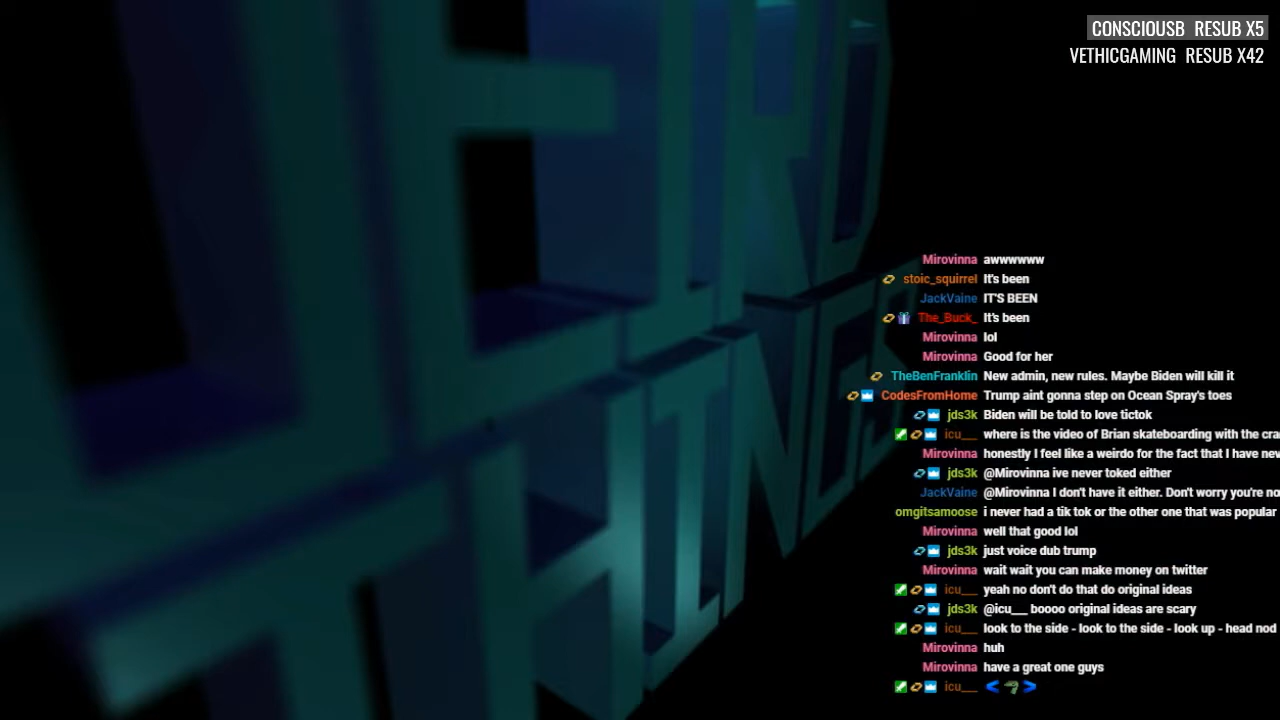 CONSCIOUSB RESUB X5
VETHICGAMING RESUB X42
EIRD
THINGS
Mirovinna awwwwww
stoic_squirrel It's been
JackVaine IT'S BEEN
The_Buck_ It's been
Mirovinna lol
Mirovinna Good for her
TheBenFranklin New admin, new rules. Maybe Biden will kill it
CodesFromHome Trump aint gonna step on Ocean Spray's toes
jds3k Biden will be told to love tictok
icu___ where is the video of Brian skateboarding with the cra
Mirovinna honestly I feel like a weirdo for the fact that I have nev
jds3k @Mirovinna ive never toked either
JackVaine @Mirovinna I don't have it either. Don't worry you're no
omgitsamoose i never had a tik tok or the other one that was popular
Mirovinna well that good lol
jds3k just voice dub trump
Mirovinna wait wait you can make money on twitter
icu___ yeah no don't do that do original ideas
jds3k @icu___ boooo original ideas are scary
icu___ look to the side - look to the side - look up - head nod
Mirovinna huh
Mirovinna have a great one guys
icu___ < >